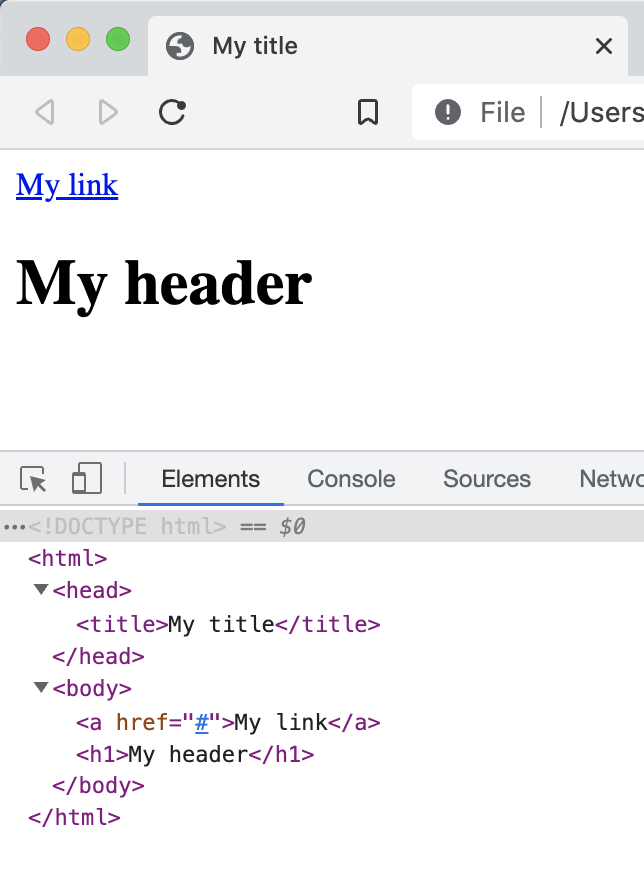 My title
File | /Users
My link
My header
Elements Console Sources Netwo
<!DOCTYPE html> == $0
<html>
<head>
<title>My title</title>
</head>
<body>
<a href="#">My link</a>
<h1>My header</h1>
</body>
</html>